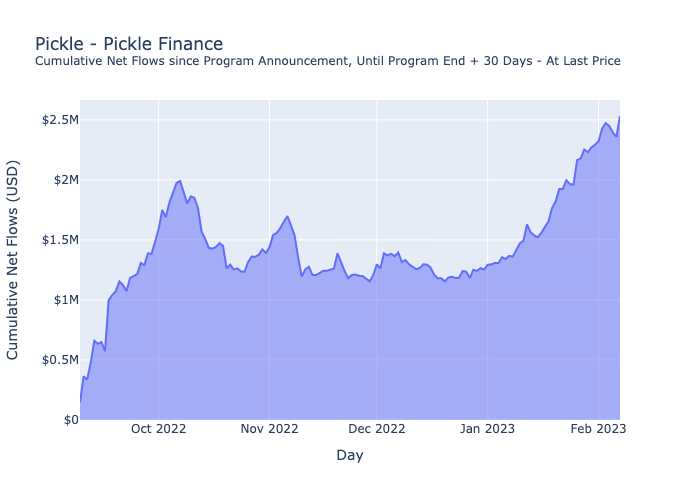 Pickle - Pickle Finance
Cumulative Net Flows since Program Announcement, Until Program End + 30 Days - At Last Price
Cumulative Net Flows (USD)
$2.5M
$2M
$1.5M
$1M
$0.5M
$0
Oct 2022 Nov 2022 Dec 2022 Jan 2023 Feb 2023
Day